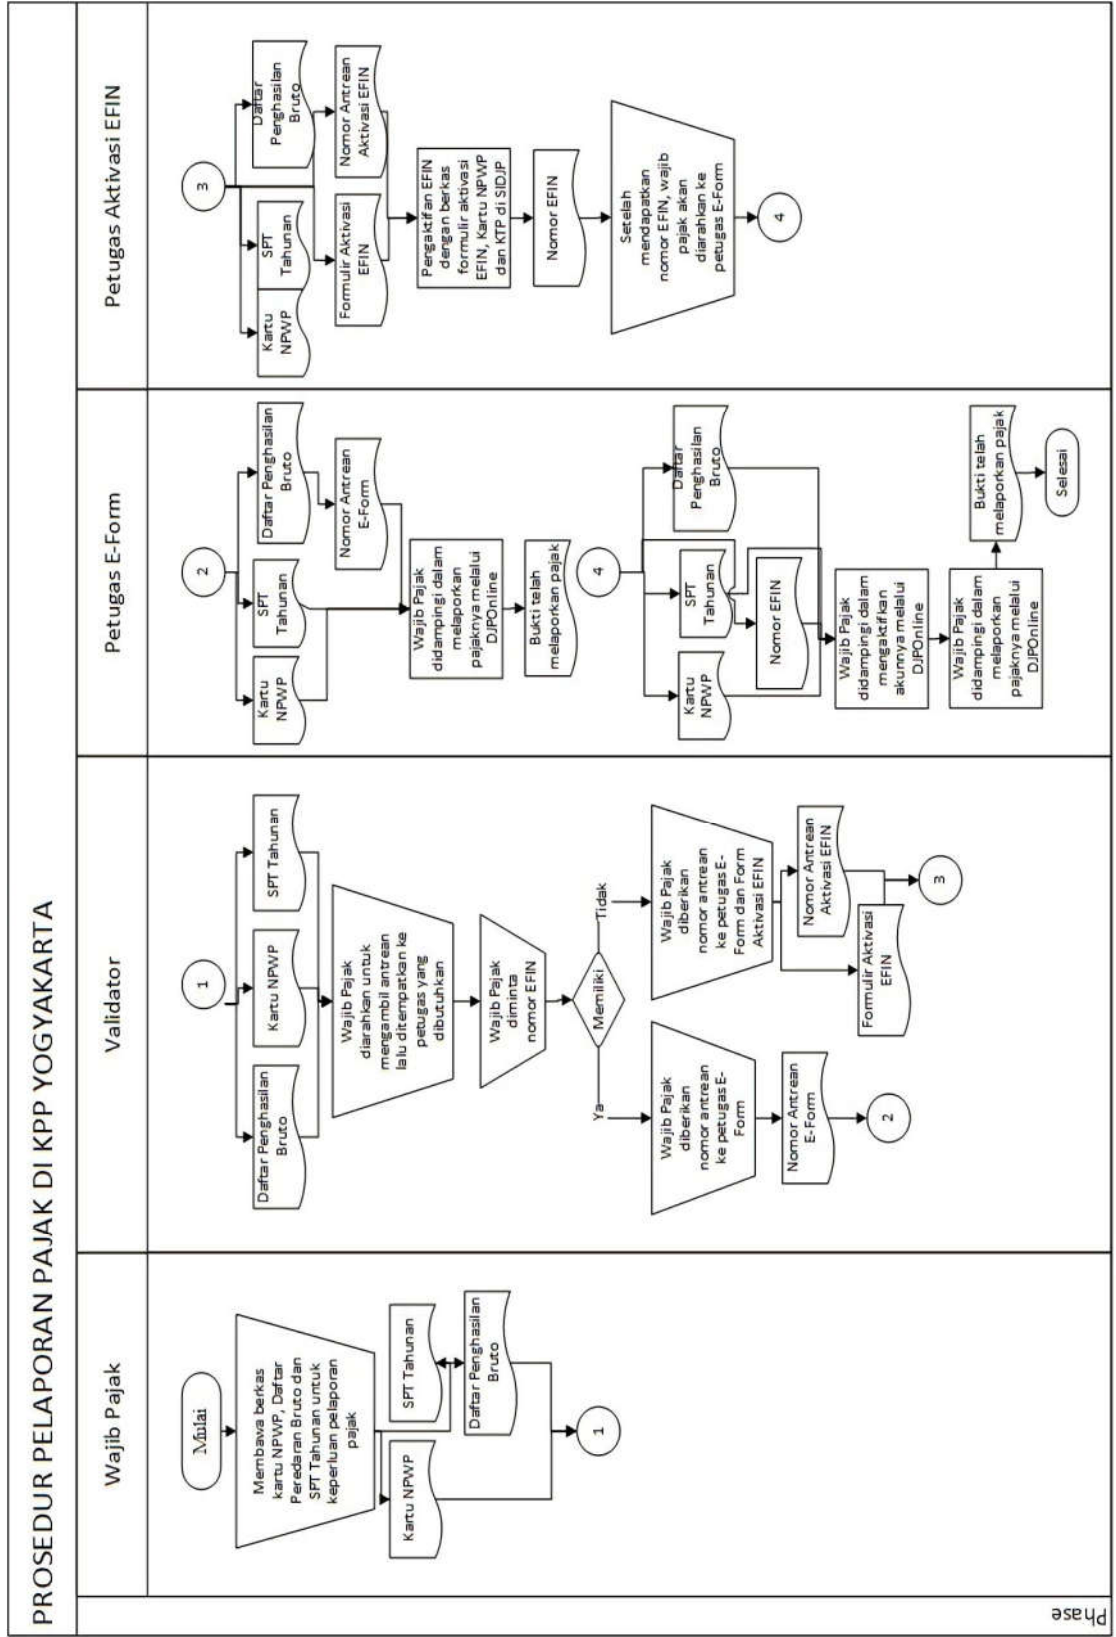 PROSEDUR PELAPORAN PAJAK DI KPP YOGYAKARTA
Phase
Wajib Pajak
Mulai
Membawa berkas
kartu NPWP, Daftar
Peredaran Bruto dan
SPT Tahunan untuk
keperluan pelaporan
pajak
Kartu NPWP
SPT Tahunan
Daftar Penghasilan
Bruto
1
Validator
1
Daftar Penghasilan
Bruto
Kartu NPWP
SPT Tahunan
Wajib Pajak
diarahkan untuk
mengambil antrean
lalu ditempatkan ke
petugas yang
dibutuhkan
Wajib Pajak
diminta
nomor EFIN
Memiliki
Ya
Tidak
Wajib Pajak
diberikan
nomor antrean
ke petugas E-
Form
Nomor Antrean
E-Form
2
Wajib Pajak
diberikan
nomor antrean
ke petugas E-
Form dan Form
Aktivasi EFIN
Nomor Antrean
Aktivasi EFIN
Formulir Aktivasi
EFIN
3
Petugas E-Form
2
Kartu
NPWP
SPT
Tahunan
Daftar Penghasilan
Bruto
Nomor Antrean
E-Form
Wajib Pajak
didampingi dalam
melaporkan
pajaknya melalui
DJPOnline
Bukti telah
melaporkan pajak
4
Kartu
NPWP
SPT
Tahunan
Daftar
Penghasilan
Bruto
Nomor EFIN
Wajib Pajak
didampingi dalam
mengaktifkan
akunnya melalui
DJPOnline
Wajib Pajak
didampingi dalam
melaporkan
pajaknya melalui
DJPOnline
Bukti telah
melaporkan pajak
Selesai
Petugas Aktivasi EFIN
3
Kartu
NPWP
SPT
Tahunan
Daftar
Penghasilan
Bruto
Formulir Aktivasi
EFIN
Nomor Antrean
Aktivasi EFIN
Pengaktifan EFIN
dengan berkas
formulir aktivasi
EFIN, Kartu NPWP
dan KTP di SIDJP
Nomor EFIN
Setelah
mendapatkan
nomor EFIN, wajib
pajak akan
diarahkan ke
petugas E-Form
4